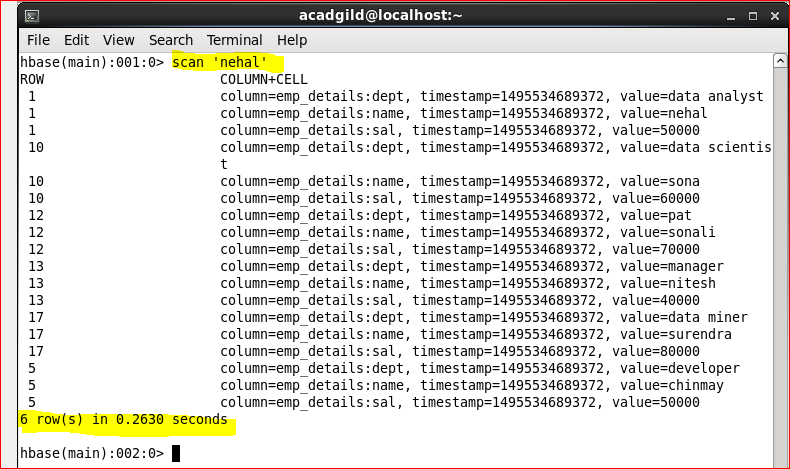 acadgild@localhost:~
File Edit View Search Terminal Help
hbase(main):001:0> scan 'nehal'
ROW COLUMN+CELL
1 column=emp_details:dept, timestamp=1495534689372, value=data analyst
1 column=emp_details:name, timestamp=1495534689372, value=nehal
1 column=emp_details:sal, timestamp=1495534689372, value=50000
10 column=emp_details:dept, timestamp=1495534689372, value=data scientis
t
10 column=emp_details:name, timestamp=1495534689372, value=sona
10 column=emp_details:sal, timestamp=1495534689372, value=60000
12 column=emp_details:dept, timestamp=1495534689372, value=pat
12 column=emp_details:name, timestamp=1495534689372, value=sonali
12 column=emp_details:sal, timestamp=1495534689372, value=70000
13 column=emp_details:dept, timestamp=1495534689372, value=manager
13 column=emp_details:name, timestamp=1495534689372, value=nitesh
13 column=emp_details:sal, timestamp=1495534689372, value=40000
17 column=emp_details:dept, timestamp=1495534689372, value=data miner
17 column=emp_details:name, timestamp=1495534689372, value=surendra
17 column=emp_details:sal, timestamp=1495534689372, value=80000
5 column=emp_details:dept, timestamp=1495534689372, value=developer
5 column=emp_details:name, timestamp=1495534689372, value=chinmay
5 column=emp_details:sal, timestamp=1495534689372, value=50000
6 row(s) in 0.2630 seconds
hbase(main):002:0>